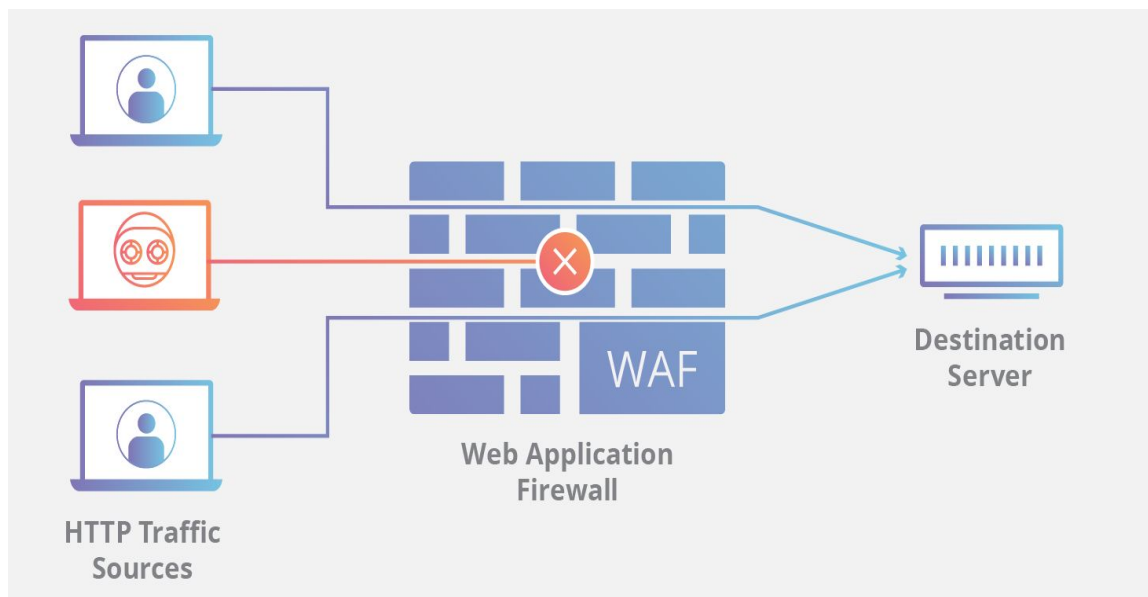 HTTP Traffic
Sources
WAF
Web Application
Firewall
Destination
Server